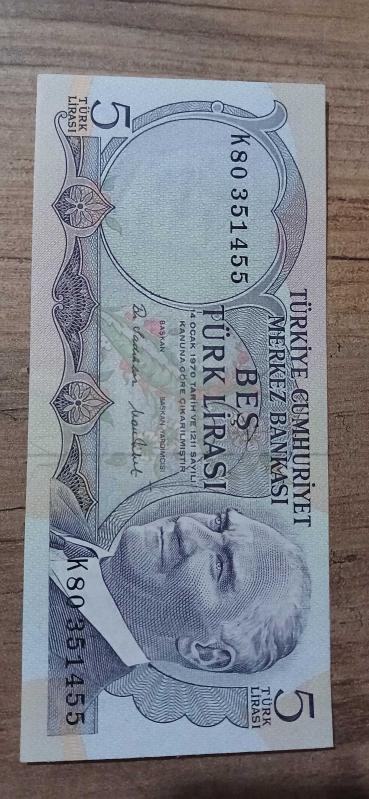 TÜRKİYE CUMHURİYET
MERKEZ BANKASI
K80 351455
BEŞ
TÜRK LİRASI
14 OCAK 1970 TARİH VE 1211 SAYILI
KANUNA GÖRE ÇIKARILMIŞTIR
BAŞKAN BAŞKAN YARDIMCISI
5
TÜRK
LİRASI
5
TÜRK
LİRASI
K80 351455